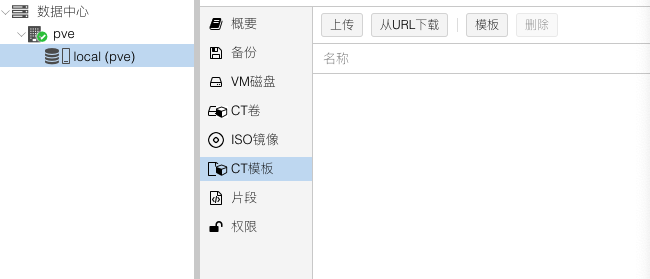 数据中心
pve
local (pve)
概要
备份
VM磁盘
CT卷
ISO镜像
CT模板
片段
权限
上传 从URL下载 模板 删除
名称